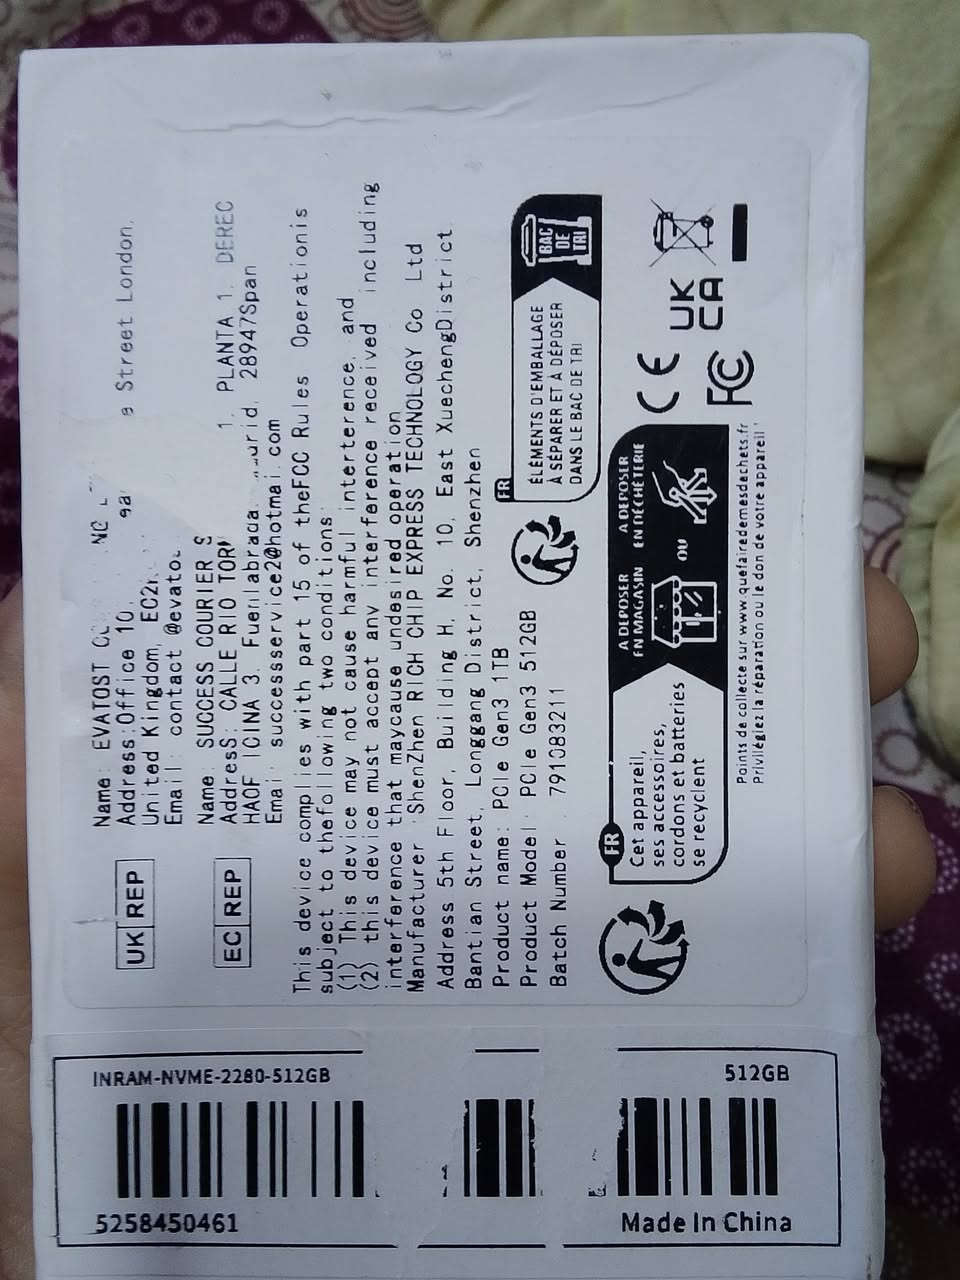 UK REP
Name: EVATOST
Address:Office 10,
e Street London,
United Kingdom, EC2
Email: contact @evatos
EC REP
Name: SUCCESS COURIER S
AddresS: CALLE RIO TOR 1, PLANTA 1. DEREC
HAOF ICINA 3. Fuenlabrada, 28947Span
Emai: successservice2@hotmai.com
This device complies with part 15 of theFCC Rules Operationis
subject to thefollowing two conditions:
(1) This device may not cause harmful interterence, and
(2) this device must accept any interference received including
interference that maycause undesired operation
Manufacturer: ShenZhen RICH CHIP EXPRESS TECHNOLOGY Co Ltd
Address 5th Floor, Building H, No. 10, East XuechengDistrict,
Bantian Street, Longgang District, Shenzhen
Product name: PCIe Gen3 1TB
Product Model: PCIe Gen3 512GB
Batch Number: 791083211
FR
ÉLÉMENTS D'EMBALLAGE
À SÉPARER ET À DÉPOSER
DANS LE BAC DE TRI
BAC
DE
TRI
FR
Cet appareil,
ses accessoires,
cordons et batteries
se recyclent
A DEPOSER
EN MAGASIN
OU
A DEPOSER
EN DÉCHÈTERIE
Points de collecte sur www.quefairedemesdechets.fr
Privilégiez la réparation ou le don de votre appareil !
CE
FC
UK
CA
INRAM-NVME-2280-512GB
512GB
5258450461
Made In China